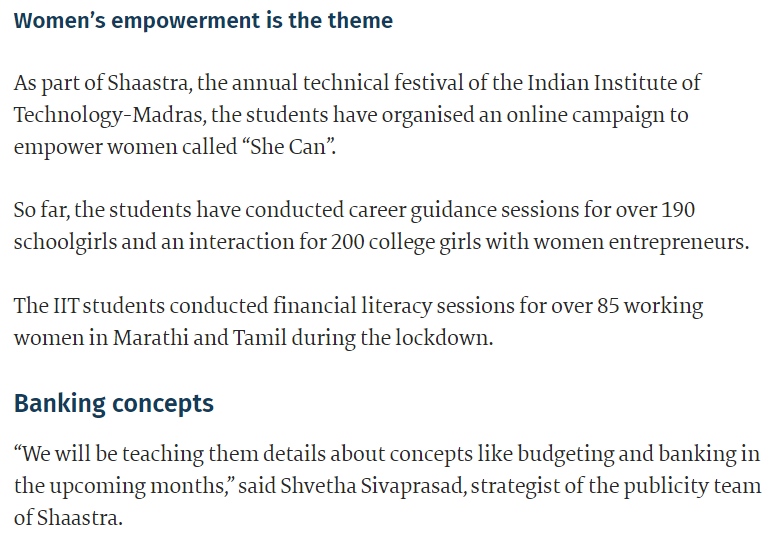 Women’s empowerment is the theme
As part of Shaastra, the annual technical festival of the Indian Institute of
Technology-Madras, the students have organised an online campaign to
empower women called “She Can”.
So far, the students have conducted career guidance sessions for over 190
schoolgirls and an interaction for 200 college girls with women entrepreneurs.
The IIT students conducted financial literacy sessions for over 85 working
women in Marathi and Tamil during the lockdown.
Banking concepts
“We will be teaching them details about concepts like budgeting and banking in
the upcoming months,” said Shvetha Sivaprasad, strategist of the publicity team
of Shaastra.